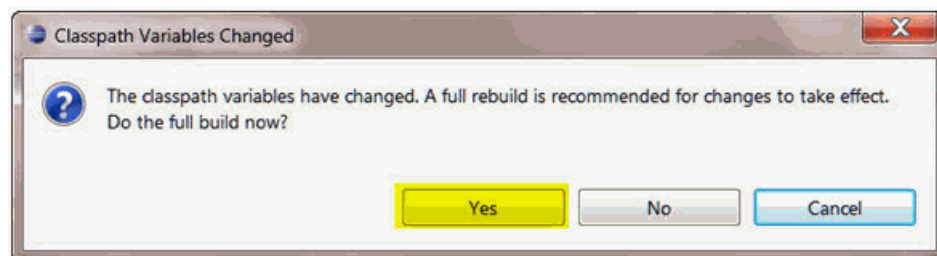 Classpath Variables Changed
The classpath variables have changed. A full rebuild is recommended for changes to take effect.
Do the full build now?
Yes
No
Cancel